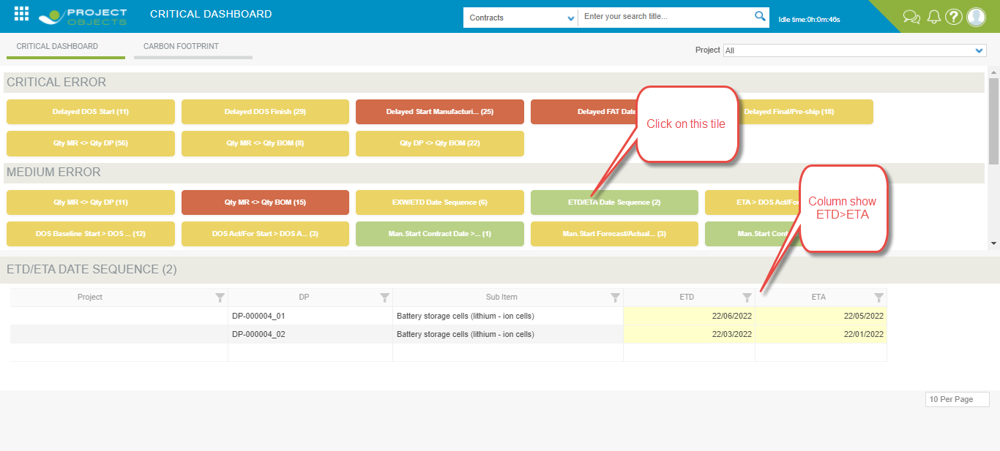 PROJECT OBJECTS
CRITICAL DASHBOARD
Contracts
Enter your search title...
Idle time:0h:0m:46s
?
CRITICAL DASHBOARD
CARBON FOOTPRINT
Project
All
CRITICAL ERROR
Delayed DOS Start (11)
Delayed DOS Finish (29)
Delayed Start Manufacturi... (25)
Delayed FAT Date
Delayed Final/Pre-ship (18)
Click on this tile
Qty MR <> Qty DP (56)
Qty MR <> Qty BOM (8)
Qty DP <> Qty BOM (22)
MEDIUM ERROR
Qty MR <> Qty DP (11)
Qty MR <> Qty BOM (15)
EXW/ETD Date Sequence (6)
ETD/ETA Date Sequence (2)
ETA > DOS Act/Fo
Column show
ETD>ETA
DOS Baseline Start > DOS ... (12)
DOS Act/For Start > DOS A... (3)
Man.Start Contract Date >... (1)
Man.Start Forecast/Actual... (3)
Man.Start Cont
ETD/ETA DATE SEQUENCE (2)
Project
DP
Sub Item
ETD
ETA
DP-000004_01
Battery storage cells (lithium - ion cells)
22/06/2022
22/05/2022
DP-000004_02
Battery storage cells (lithium - ion cells)
22/03/2022
22/01/2022
10 Per Page